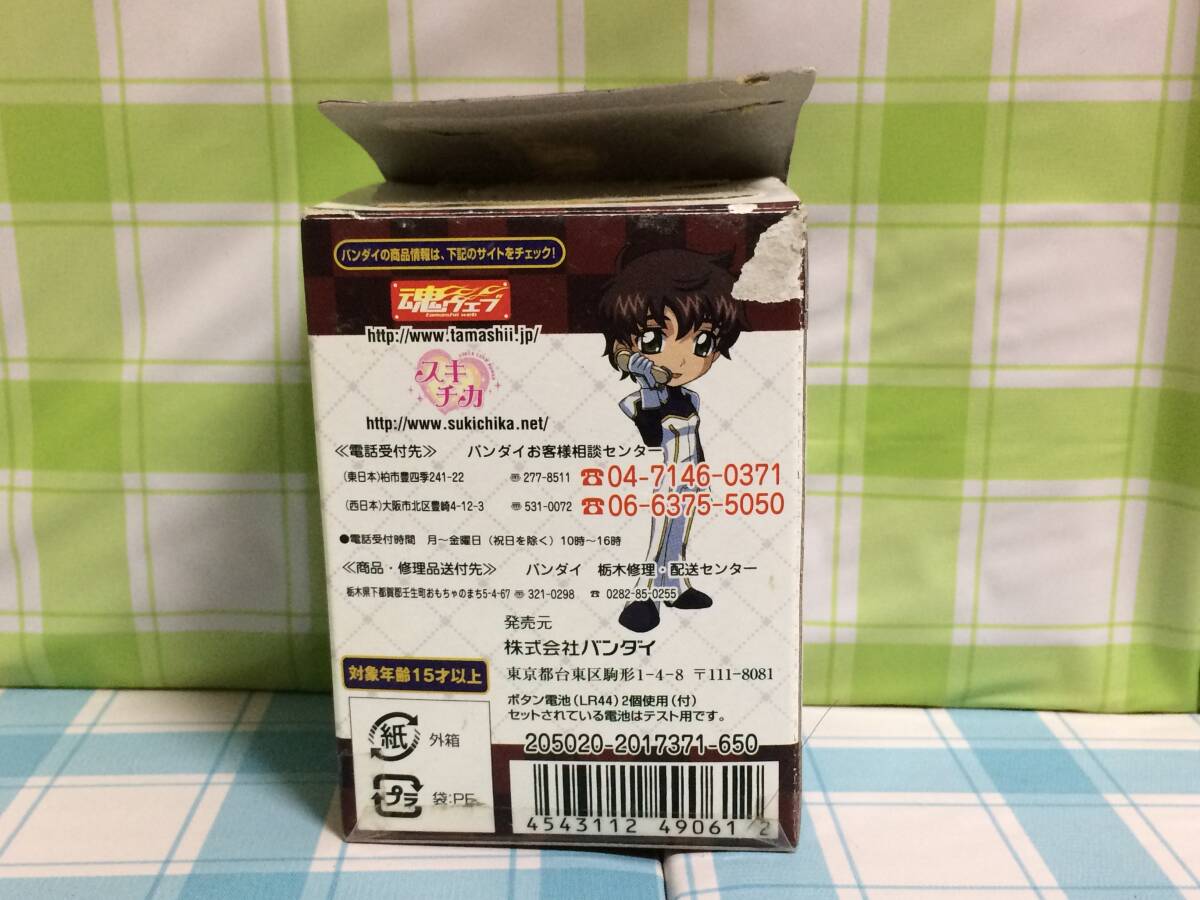 バンダイの商品情報は、下記のサイトをチェック!
魂ウェブ
tamashii web
http://www.tamashii.jp/
スキ
チカ
http://www.sukichika.net/
≪電話受付先≫ バンダイお客様相談センター
(東日本)柏市豊四季241-22 〠277-8511 ☎04-7146-0371
(西日本)大阪市北区豊崎4-12-3 〠531-0072 ☎06-6375-5050
●電話受付時間 月~金曜日(祝日を除く)10時~16時
≪商品・修理品送付先≫ バンダイ 栃木修理・配送センター
栃木県下都賀郡壬生町おもちゃのまち5-4-67 〠321-0298 ☎0282-85-0255
発売元
株式会社バンダイ
東京都台東区駒形1-4-8 〒111-8081
対象年齢15才以上
ボタン電池(LR44)2個使用(付)
セットされている電池はテスト用です。
205020-2017371-650
紙 外箱
プラ 袋:PE
4543112 490612